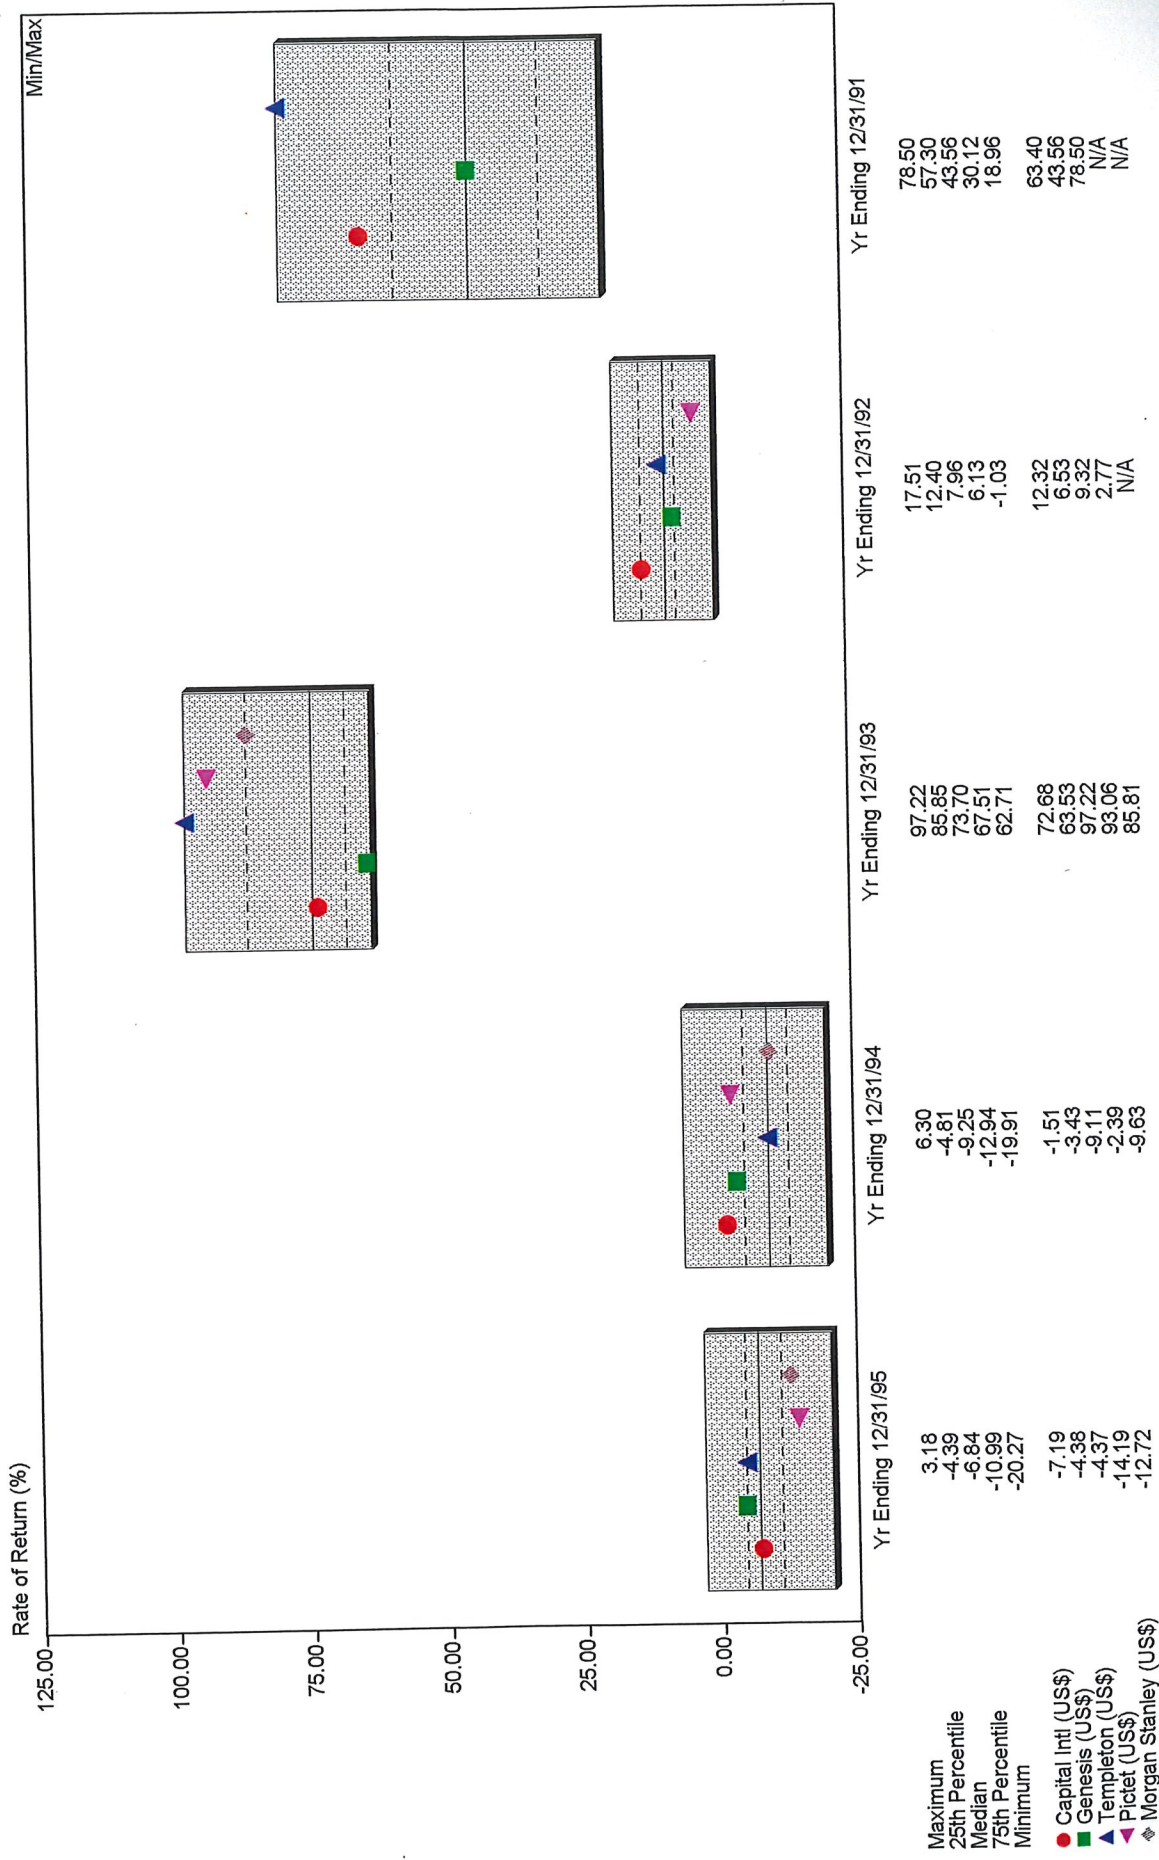 Rate of Return (%)
Min/Max
125.00
100.00
75.00
50.00
25.00
0.00
-25.00
Yr Ending 12/31/95 Yr Ending 12/31/94 Yr Ending 12/31/93 Yr Ending 12/31/92 Yr Ending 12/31/91
Maximum 3.18 6.30 97.22 17.51 78.50
25th Percentile -4.39 -4.81 85.85 12.40 57.30
Median -6.84 -9.25 73.70 7.96 43.56
75th Percentile -10.99 -12.94 67.51 6.13 30.12
Minimum -20.27 -19.91 62.71 -1.03 18.96
Capital Intl (US$) -7.19 -1.51 72.68 12.32 63.40
Genesis (US$) -4.38 -3.43 63.53 6.53 43.56
Templeton (US$) -4.37 -9.11 97.22 9.32 78.50
Pictet (US$) -14.19 -2.39 93.06 2.77 N/A
Morgan Stanley (US$) -12.72 -9.63 85.81 N/A N/A